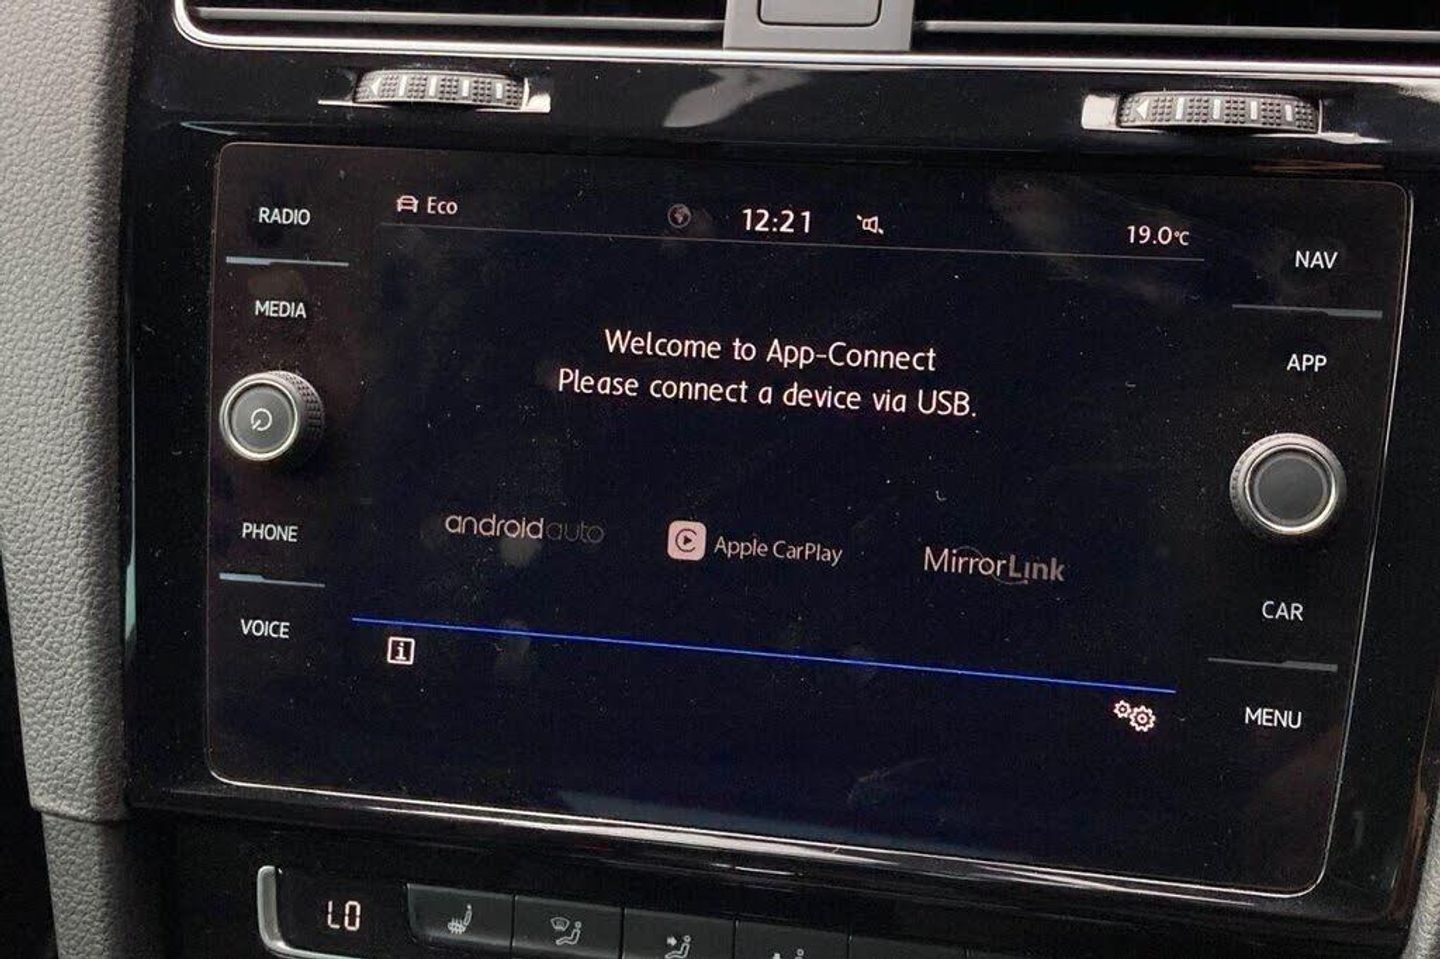 RADIO
MEDIA
PHONE
VOICE
Eco
12:21
19.0°C
Welcome to App-Connect
Please connect a device via USB.
androidauto
Apple CarPlay
MirrorLink
i
NAV
APP
CAR
MENU
LO